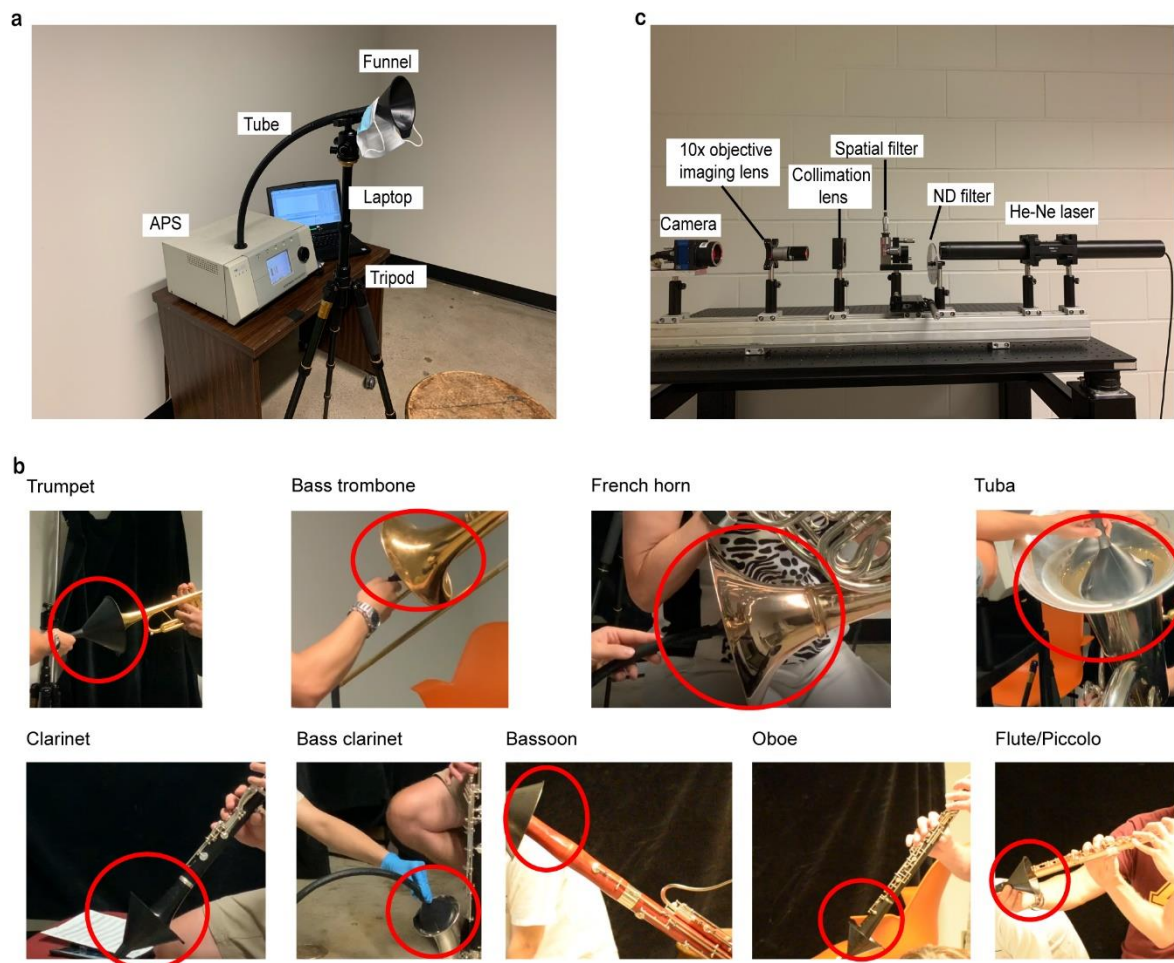 a
c
Funnel
Tube
Laptop
APS
Tripod
Spatial filter
10x objective
imaging lens
Collimation
lens
ND filter
He-Ne laser
Camera
b
Trumpet
Bass trombone
French horn
Tuba
Clarinet
Bass clarinet
Bassoon
Oboe
Flute/Piccolo